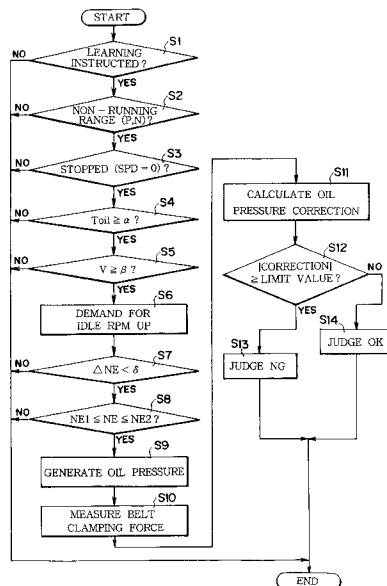 START
S1
LEARNING
INSTRUCTED ?
NO
YES
S2
NON-RUNNING
RANGE (P,N) ?
NO
YES
S3
STOPPED (SPD=0) ?
NO
YES
S4
Toil ≧ α ?
NO
YES
S5
V ≧ β ?
NO
YES
S6
DEMAND FOR
IDLE RPM UP
S7
△NE < δ
NO
YES
S8
NE1 ≦ NE ≦ NE2 ?
NO
YES
S9
GENERATE OIL PRESSURE
S10
MEASURE BELT
CLAMPING FORCE
S11
CALCULATE OIL
PRESSURE CORRECTION
S12
|CORRECTION|
≧ LIMIT VALUE ?
NO
YES
S13
JUDGE NG
S14
JUDGE OK
END